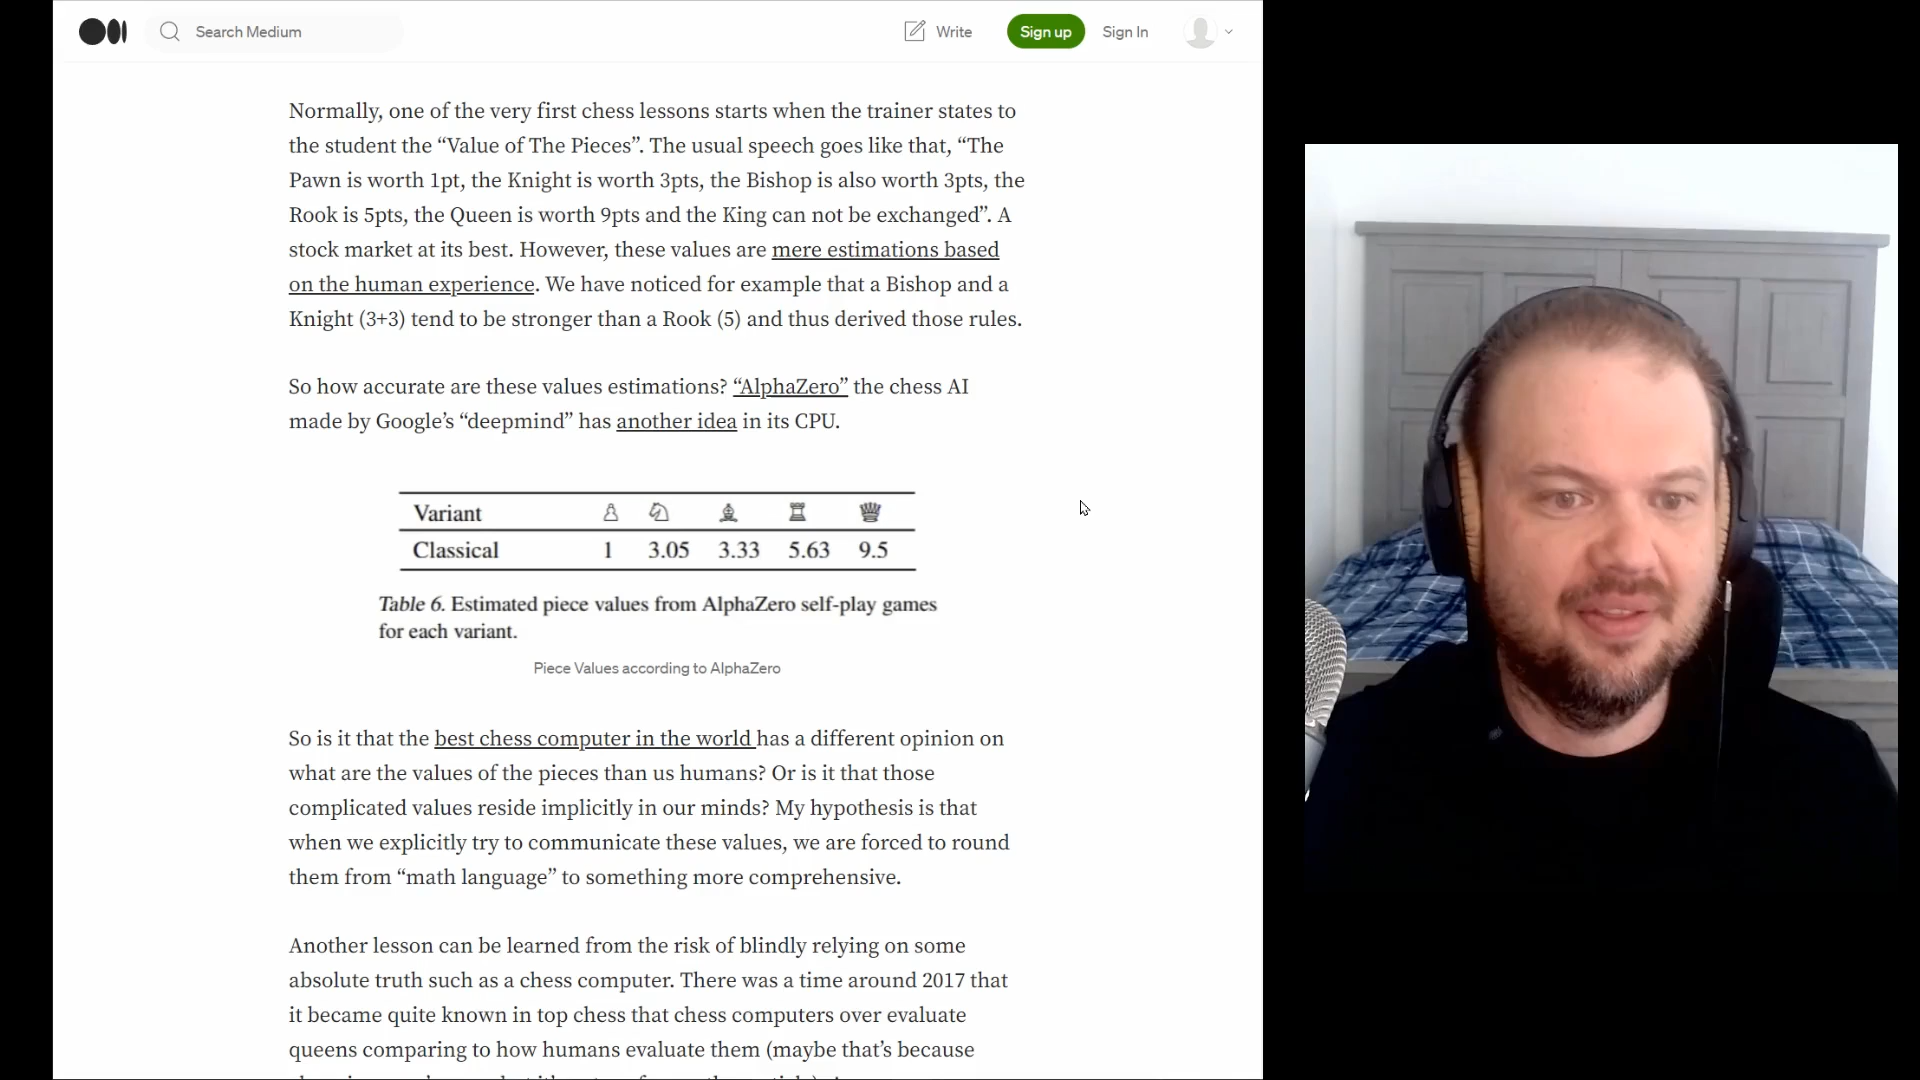 Search Medium
Write
Sign up
Sign In
Normally, one of the very first chess lessons starts when the trainer states to
the student the “Value of The Pieces”. The usual speech goes like that, “The
Pawn is worth 1pt, the Knight is worth 3pts, the Bishop is also worth 3pts, the
Rook is 5pts, the Queen is worth 9pts and the King can not be exchanged”. A
stock market at its best. However, these values are mere estimations based
on the human experience. We have noticed for example that a Bishop and a
Knight (3+3) tend to be stronger than a Rook (5) and thus derived those rules.
So how accurate are these values estimations? “AlphaZero” the chess AI
made by Google’s “deepmind” has another idea in its CPU.
Variant ♙ ♘ ♗ ♖ ♕
Classical 1 3.05 3.33 5.63 9.5
Table 6. Estimated piece values from AlphaZero self-play games
for each variant.
Piece Values according to AlphaZero
So is it that the best chess computer in the world has a different opinion on
what are the values of the pieces than us humans? Or is it that those
complicated values reside implicitly in our minds? My hypothesis is that
when we explicitly try to communicate these values, we are forced to round
them from “math language” to something more comprehensive.
Another lesson can be learned from the risk of blindly relying on some
absolute truth such as a chess computer. There was a time around 2017 that
it became quite known in top chess that chess computers over evaluate
queens comparing to how humans evaluate them (maybe that’s because